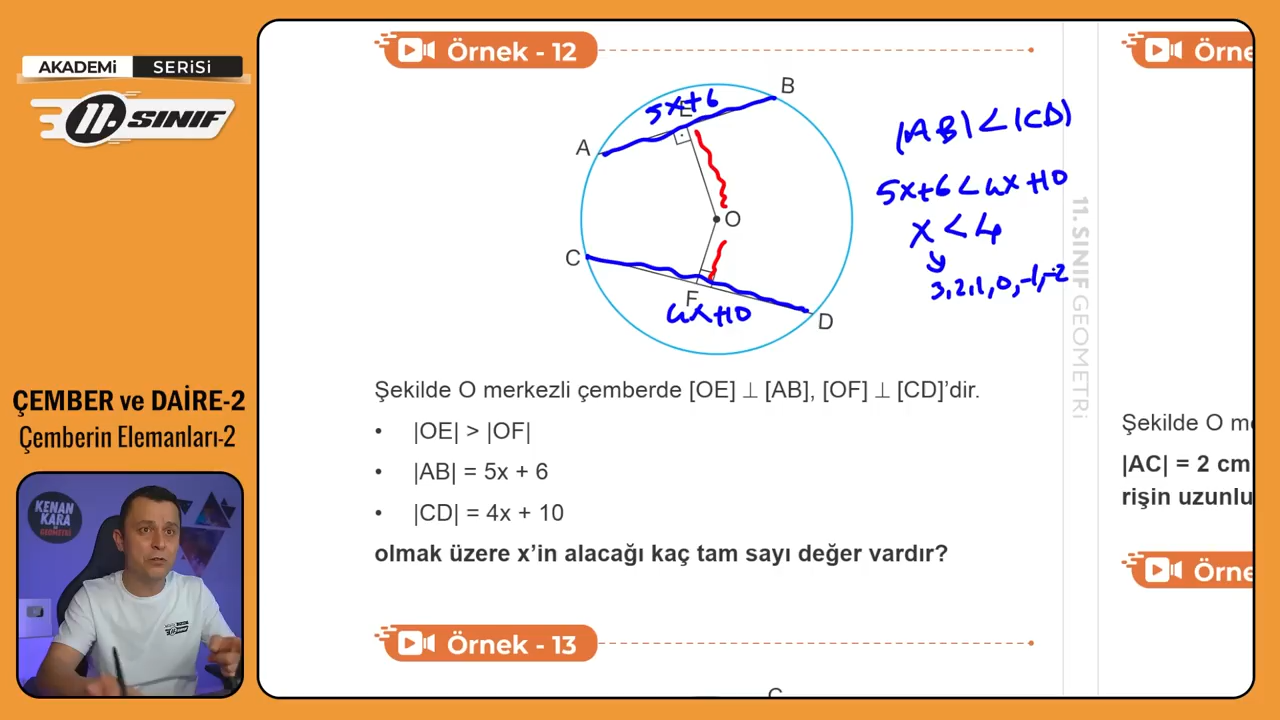 AKADEMİ SERİSİ
11. SINIF
ÇEMBER ve DAİRE-2
Çemberin Elemanları-2
KENAN
KARA
GEOMETRİ
Örnek - 12
A
B
E
O
C
F
D
5x+6
4x+10
|AB| < |CD|
5x+6 < 4x+10
x < 4
3, 2, 1, 0, -1, -2
Şekilde O merkezli çemberde [OE] ⊥ [AB], [OF] ⊥ [CD]'dir.
• |OE| > |OF|
• |AB| = 5x + 6
• |CD| = 4x + 10
olmak üzere x'in alacağı kaç tam sayı değer vardır?
Örnek - 13
C
11. SINIF GEOMETRİ
Örne
Şekilde O me
|AC| = 2 cm
rişin uzunlu
Örne